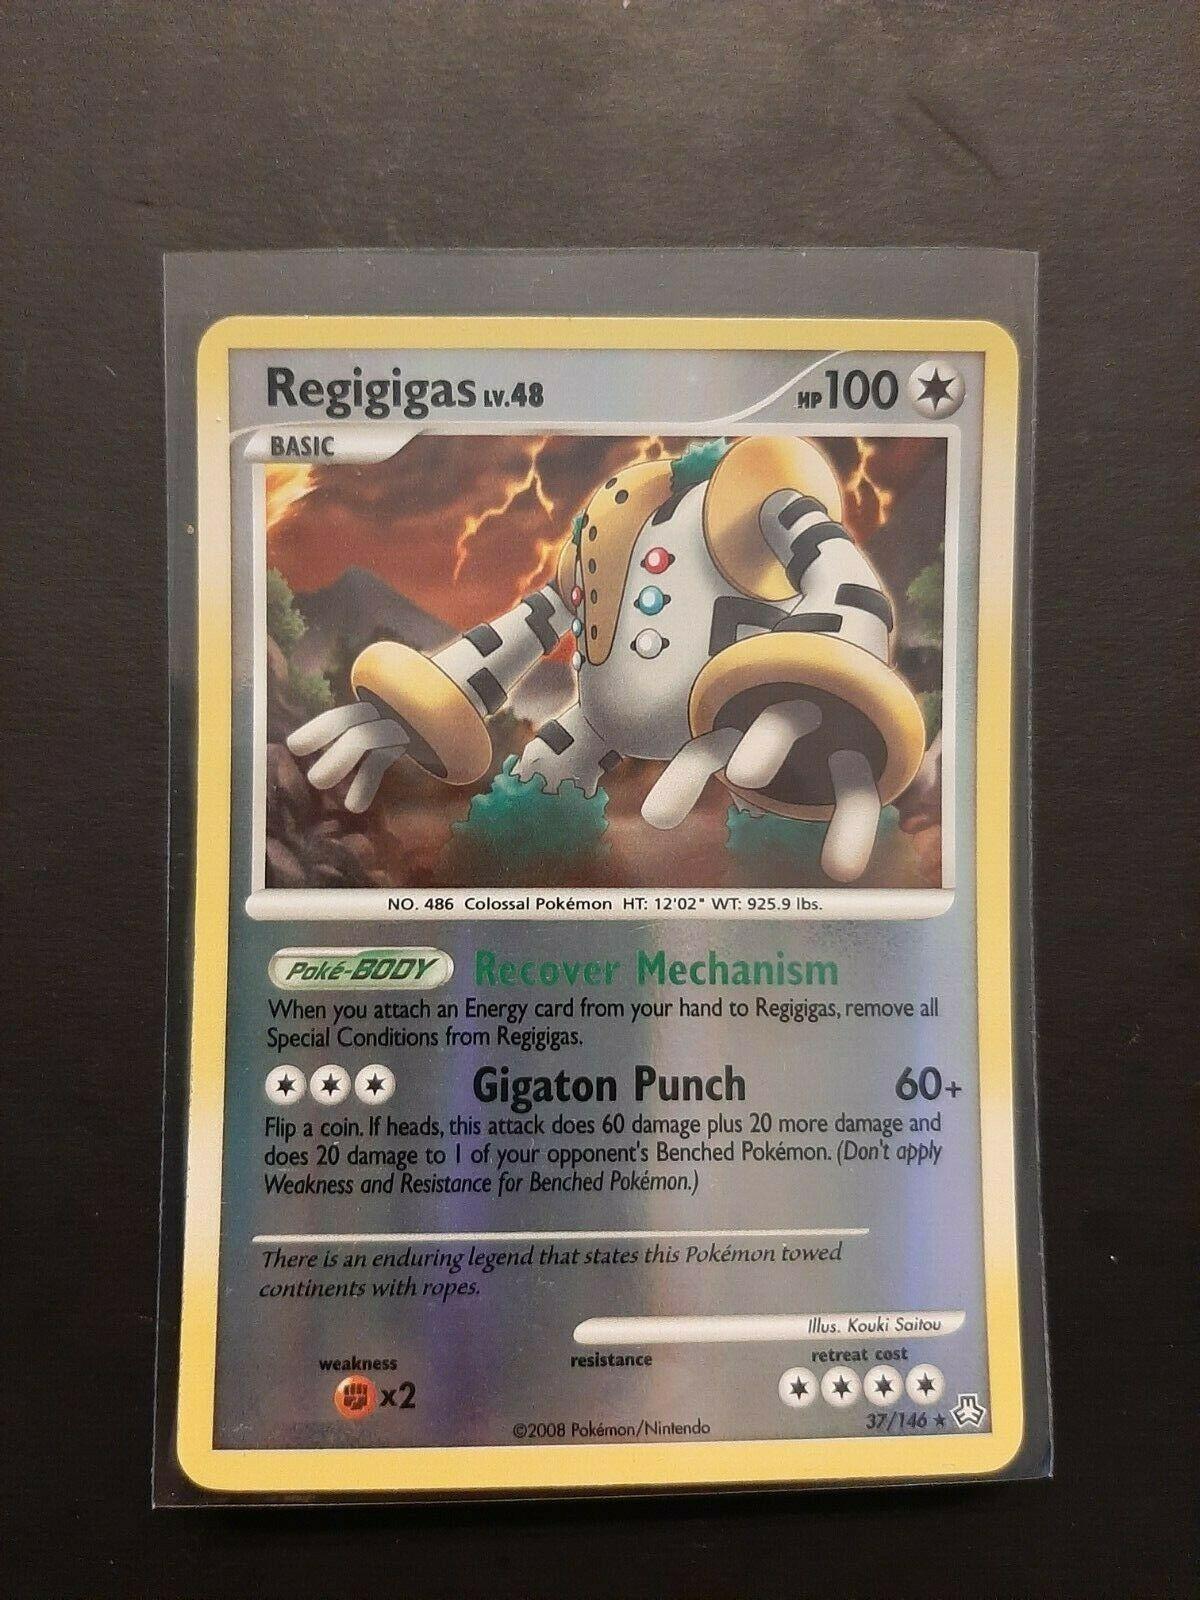 Regigigas LV.48 HP 100
BASIC
NO. 486 Colossal Pokémon HT: 12'02" WT: 925.9 lbs.
Poké-BODY Recover Mechanism
When you attach an Energy card from your hand to Regigigas, remove all
Special Conditions from Regigigas.
Gigaton Punch 60+
Flip a coin. If heads, this attack does 60 damage plus 20 more damage and
does 20 damage to 1 of your opponent's Benched Pokémon. (Don't apply
Weakness and Resistance for Benched Pokémon.)
There is an enduring legend that states this Pokémon towed
continents with ropes.
Illus. Kouki Saitou
weakness resistance retreat cost
x2
©2008 Pokémon/Nintendo 37/146 ★